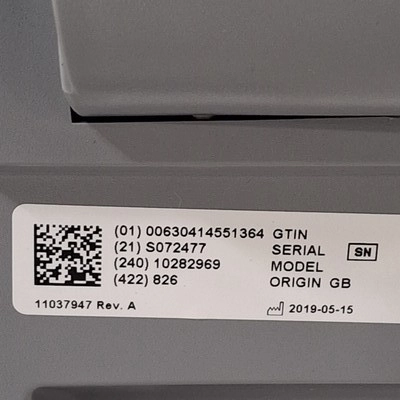 (01) 00630414551364 GTIN
(21) S072477 SERIAL SN
(240) 10282969 MODEL
(422) 826 ORIGIN GB
11037947 Rev. A 2019-05-15